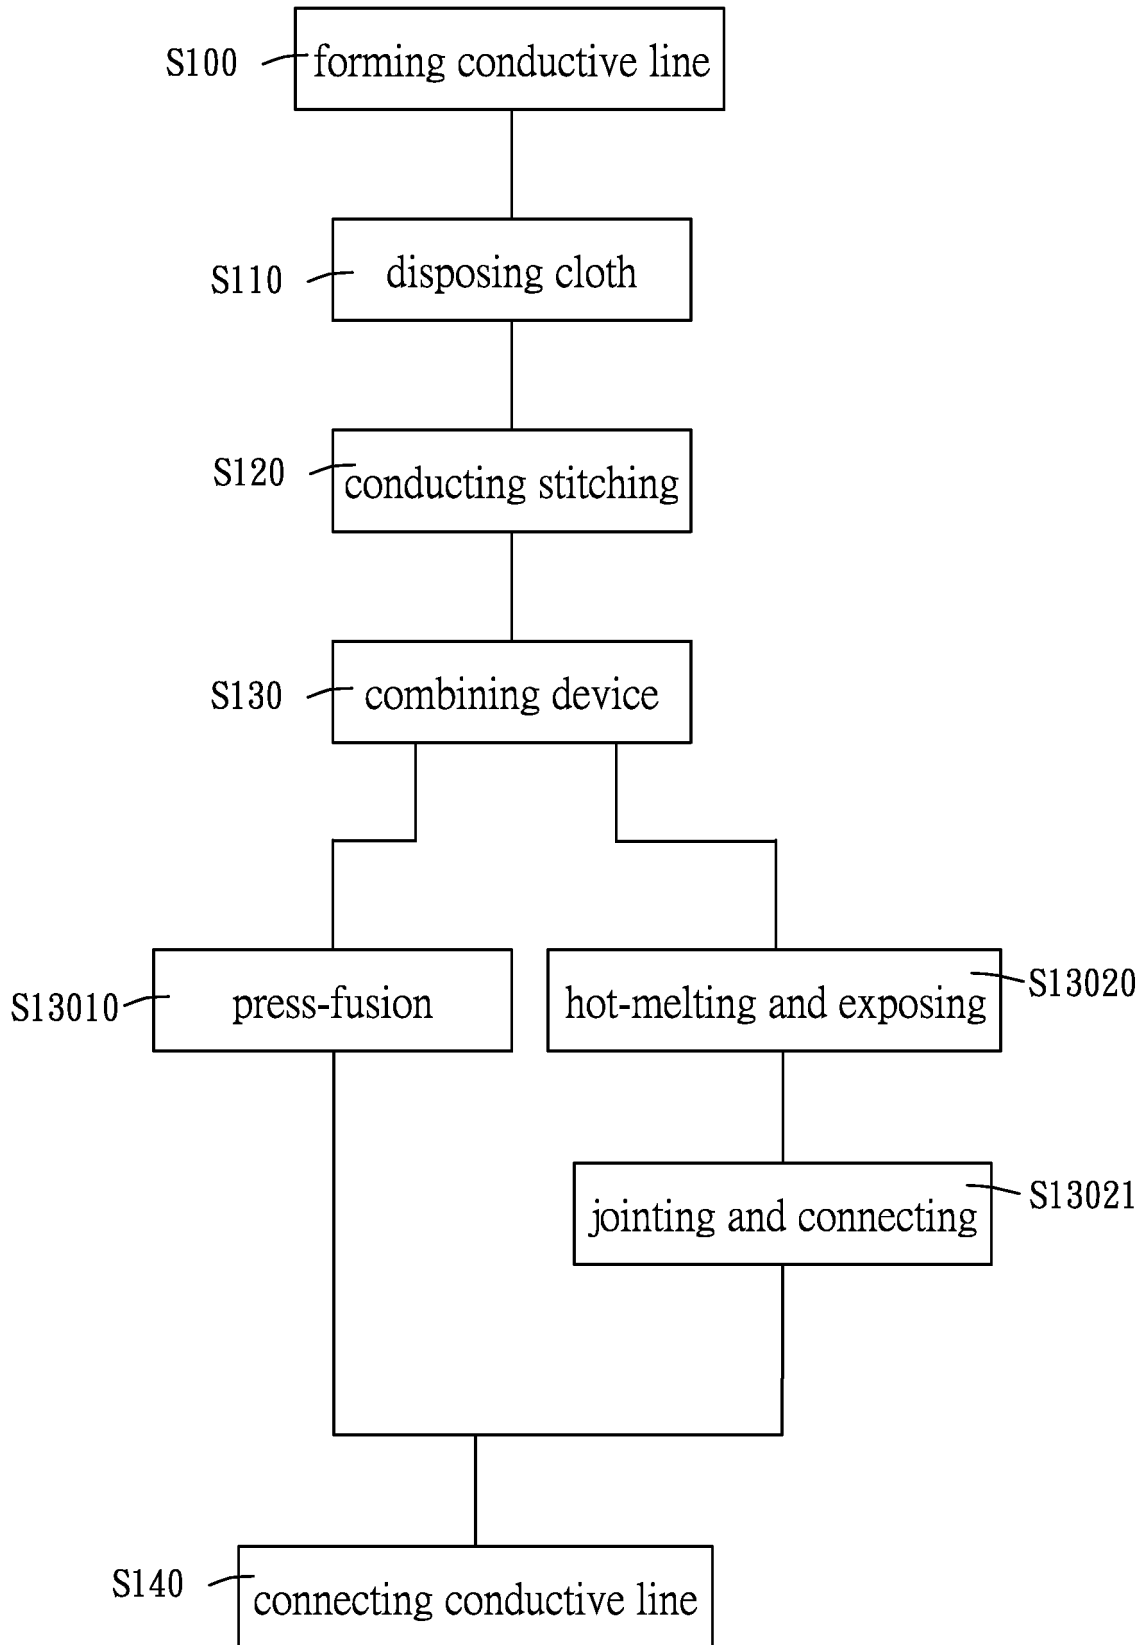 S100
forming conductive line
S110
disposing cloth
S120
conducting stitching
S130
combining device
S13010
press-fusion
hot-melting and exposing
S13020
jointing and connecting
S13021
S140
connecting conductive line